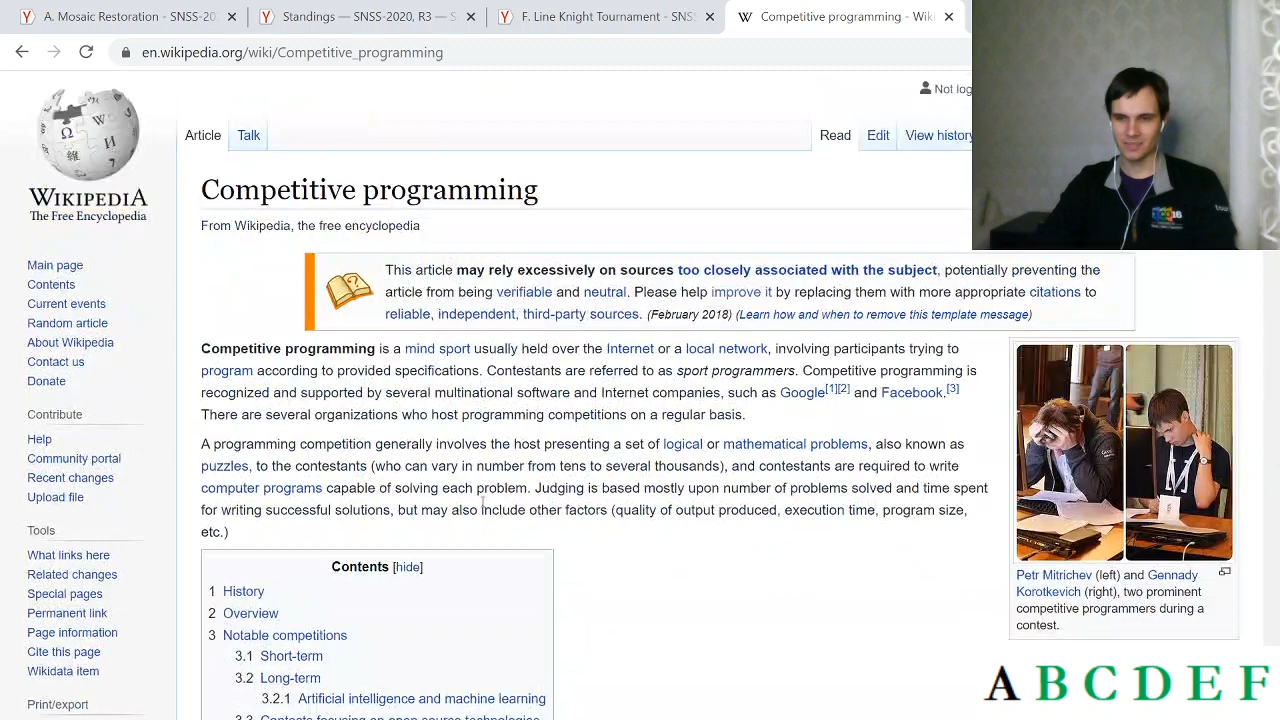 A. Mosaic Restoration - SNSS-20
Standings — SNSS-2020 R3 —
F. The Knight Tournament - SNS
Competitive programming - Wiki
en.wikipedia.org/wiki/Competitive_programming
Not log
Article Talk Read Edit View history
WIKIPEDIA
The Free Encyclopedia
Competitive programming
From Wikipedia, the free encyclopedia
Main page
Contents
Current events
Random article
About Wikipedia
Contact us
Donate
Contribute
Help
Community portal
Recent changes
Upload file
Tools
What links here
Related changes
Special pages
Permanent link
Page information
Cite this page
Wikidata item
Print/export
This article may rely excessively on sources too closely associated with the subject, potentially preventing the
article from being verifiable and neutral. Please help improve it by replacing them with more appropriate citations to
reliable, independent, third-party sources. (February 2018) (Learn how and when to remove this template message)
Competitive programming is a mind sport usually held over the Internet or a local network, involving participants trying to
program according to provided specifications. Contestants are referred to as sport programmers. Competitive programming is
recognized and supported by several multinational software and Internet companies, such as Google[1][2] and Facebook.[3]
There are several organizations who host programming competitions on a regular basis.
A programming competition generally involves the host presenting a set of logical or mathematical problems, also known as
puzzles, to the contestants (who can vary in number from tens to several thousands), and contestants are required to write
computer programs capable of solving each problem. Judging is based mostly upon number of problems solved and time spent
for writing successful solutions, but may also include other factors (quality of output produced, execution time, program size,
etc.)
Contents [hide]
1 History
2 Overview
3 Notable competitions
3.1 Short-term
3.2 Long-term
3.2.1 Artificial intelligence and machine learning
Petr Mitrichev (left) and Gennady
Korotkevich (right), two prominent
competitive programmers during a
contest.
A B C D E F